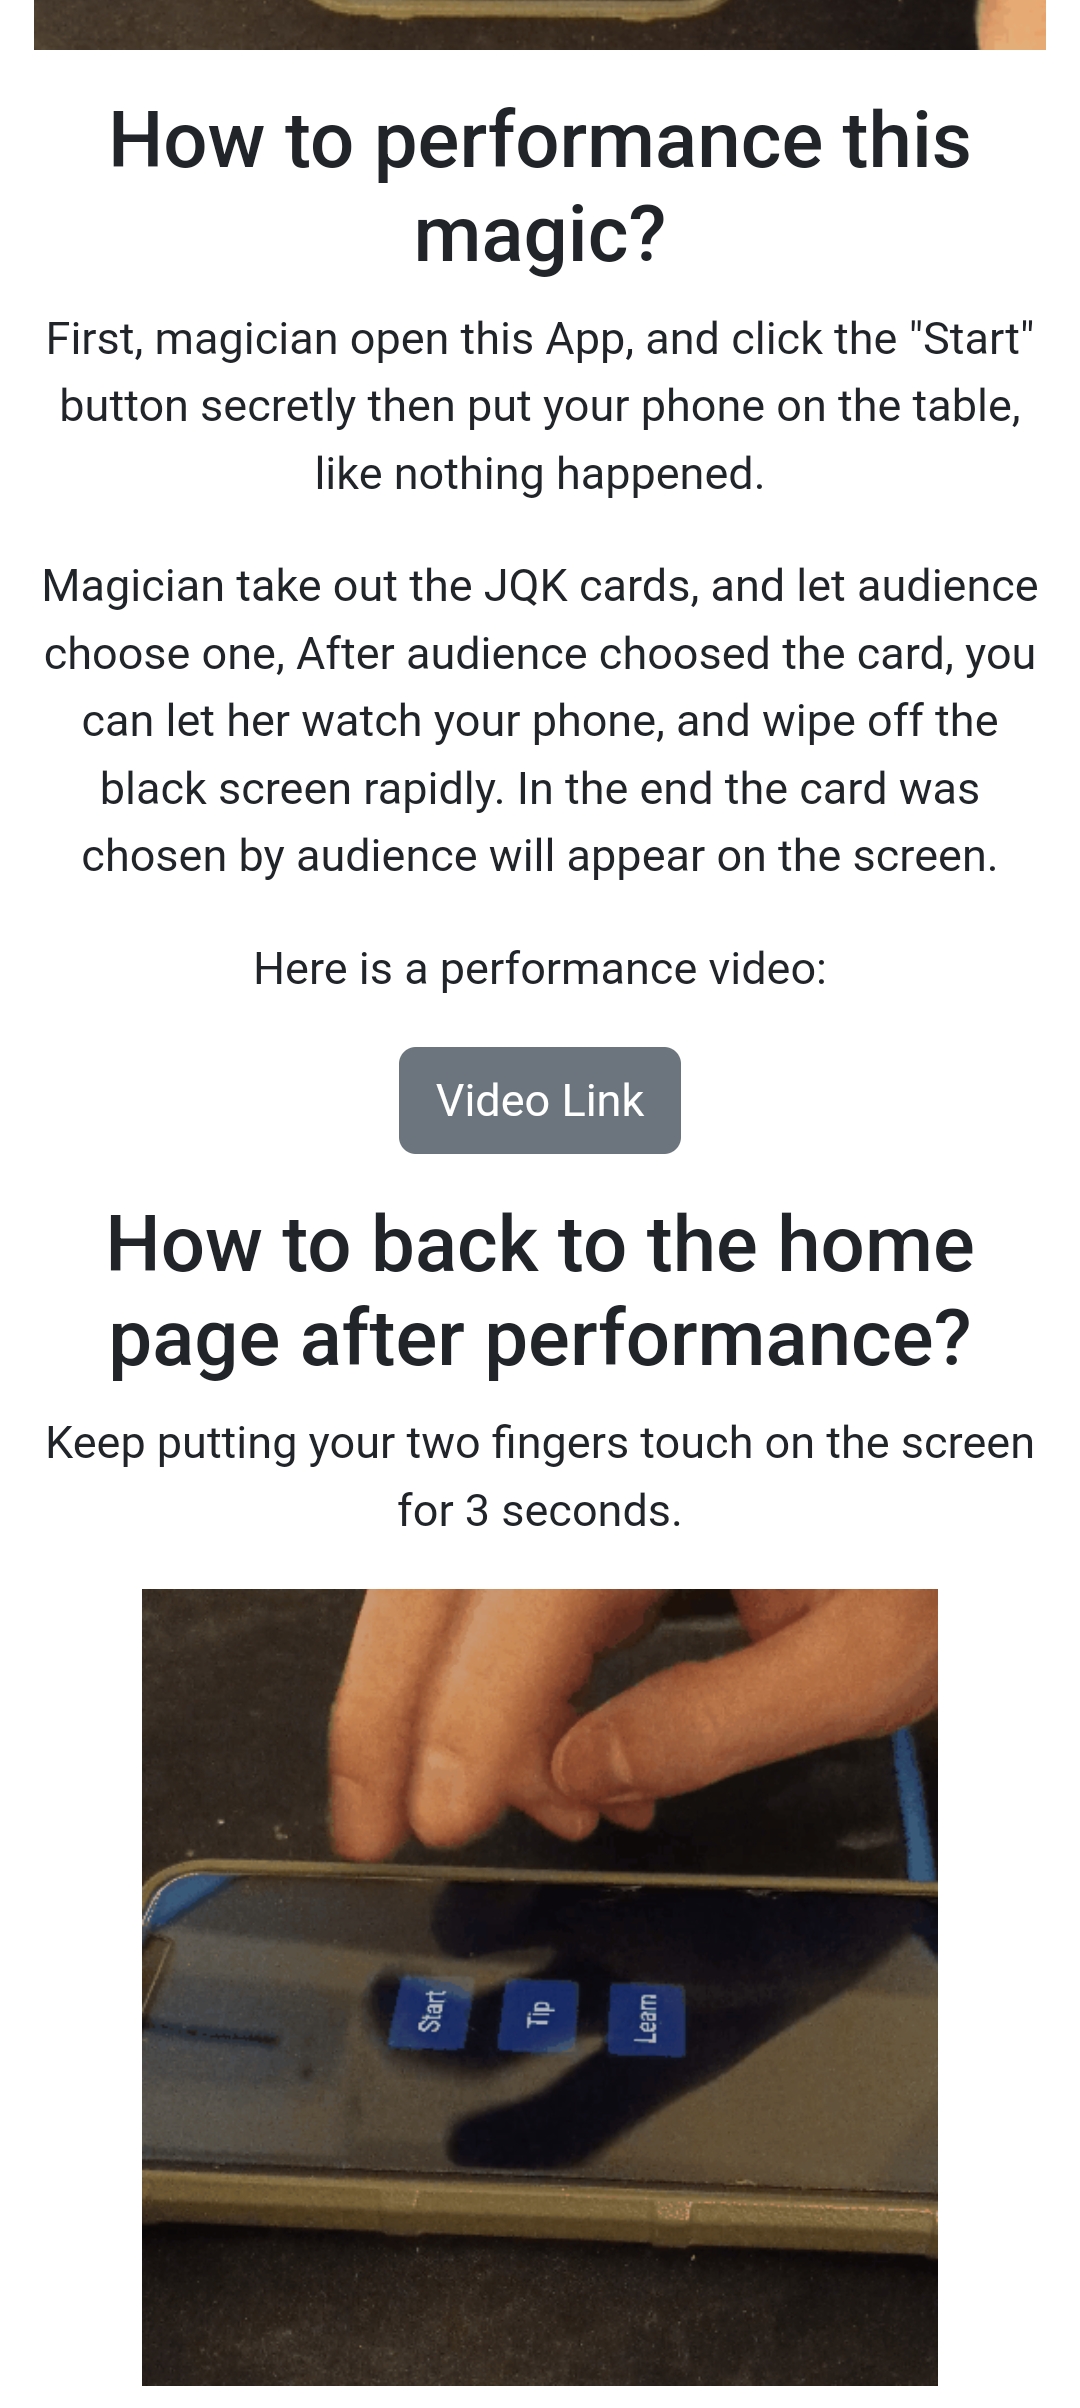 How to performance this
magic?
First, magician open this App, and click the "Start"
button secretly then put your phone on the table,
like nothing happened.
Magician take out the JQK cards, and let audience
choose one, After audience choosed the card, you
can let her watch your phone, and wipe off the
black screen rapidly. In the end the card was
chosen by audience will appear on the screen.
Here is a performance video:
Video Link
How to back to the home
page after performance?
Keep putting your two fingers touch on the screen
for 3 seconds.
Start
Tip
Learn